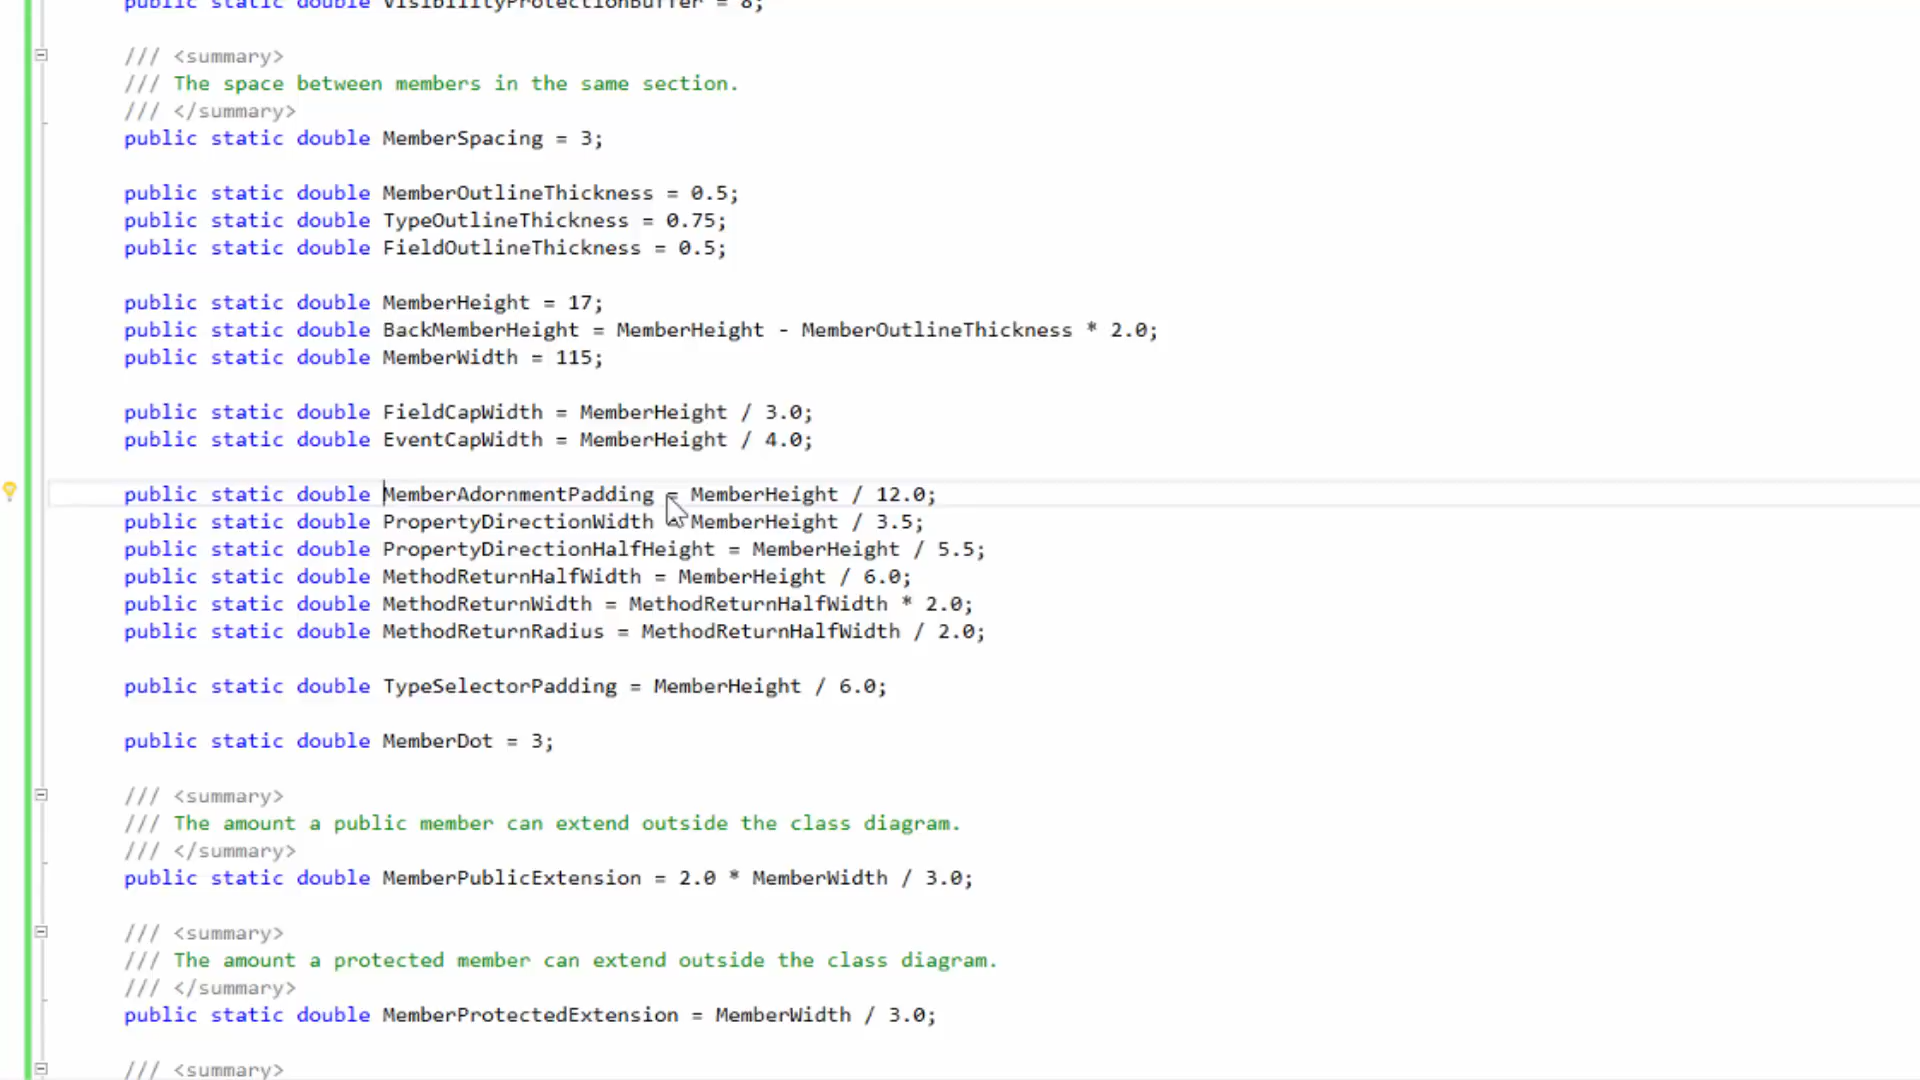 public static double VisibilityProtectionBuffer = 8;
/// <summary>
/// The space between members in the same section.
/// </summary>
public static double MemberSpacing = 3;
public static double MemberOutlineThickness = 0.5;
public static double TypeOutlineThickness = 0.75;
public static double FieldOutlineThickness = 0.5;
public static double MemberHeight = 17;
public static double BackMemberHeight = MemberHeight - MemberOutlineThickness * 2.0;
public static double MemberWidth = 115;
public static double FieldCapWidth = MemberHeight / 3.0;
public static double EventCapWidth = MemberHeight / 4.0;
public static double MemberAdornmentPadding = MemberHeight / 12.0;
public static double PropertyDirectionWidth = MemberHeight / 3.5;
public static double PropertyDirectionHalfHeight = MemberHeight / 5.5;
public static double MethodReturnHalfWidth = MemberHeight / 6.0;
public static double MethodReturnWidth = MethodReturnHalfWidth * 2.0;
public static double MethodReturnRadius = MethodReturnHalfWidth / 2.0;
public static double TypeSelectorPadding = MemberHeight / 6.0;
public static double MemberDot = 3;
/// <summary>
/// The amount a public member can extend outside the class diagram.
/// </summary>
public static double MemberPublicExtension = 2.0 * MemberWidth / 3.0;
/// <summary>
/// The amount a protected member can extend outside the class diagram.
/// </summary>
public static double MemberProtectedExtension = MemberWidth / 3.0;
/// <summary>